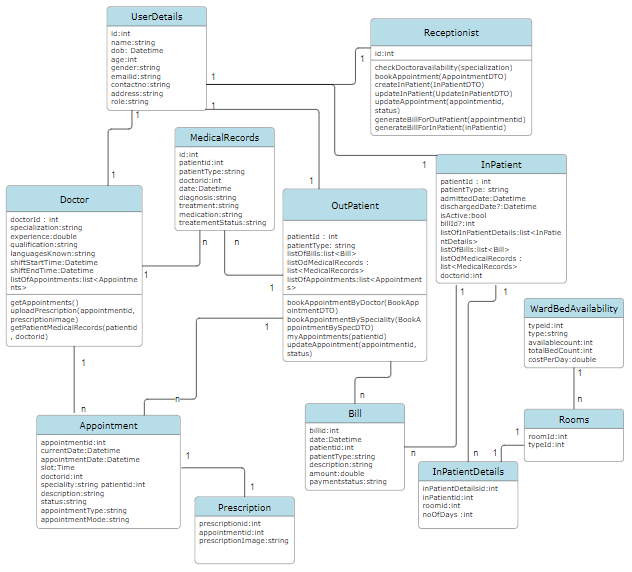 UserDetails
id:int
name:string
dob: Datetime
age:int
gender:string
emailid:string
contactno:string
address:string
role:string
Receptionist
id:int
checkDoctoravailability(specialization)
bookAppointment(AppointmentDTO)
createInPatient(InPatientDTO)
updateInPatient(UpdateInPatientDTO)
updateAppointment(appointmentid,
status)
generateBillForOutPatient(appointmentid)
generateBillForInPatient(inPatientid)
1
1
1
1
1
1
1
MedicalRecords
id:int
patientid:int
patientType:string
doctorid:int
date:Datetime
diagnosis:string
treatment:string
medication:string
treatementStatus:string
InPatient
patientId : int
patientType: string
admittedDate:Datetime
dischargedDate?:Datetime
isActive:bool
billId?:int
listOfInPatientDetails:list<InPatie
ntDetails>
listOfBills:list<Bill>
listOdMedicalRecords :
list<MedicalRecords>
doctorid:int
Doctor
doctorId : int
specialization:string
experience:double
qualification:string
languagesKnown:string
shiftStartTime:Datetime
shiftEndTime:Datetime
listOfAppointments:list<Appointme
nts>
getAppointments()
uploadPrescription(appointmentid,
prescriptionimage)
getPatientMedicalRecords(patientid
, doctorid)
OutPatient
patientId : int
patientType: string
listOfBills:list<Bill>
listOdMedicalRecords :
list<MedicalRecords>
listOfAppointments:list<Appointment
s>
bookAppointmentByDoctor(BookApp
ointmentDTO)
bookAppointmentBySpeciality(BookA
ppointmentBySpecDTO)
myAppointments(patientid)
updateAppointment(appointmentid,
status)
n
n
1
1
1
1
1
WardBedAvailability
typeid:int
type:string
availablecount:int
totalBedCount:int
costPerDay:double
1
n
1
n
n
n
Appointment
appointmentid:int
currentDate:Datetime
appointmentDate:Datetime
slot:Time
doctorid:int
speciality:string patientid:int
description:string
status:string
appointmentType:string
appointmentMode:string
Bill
billid:int
date:Datetime
patientid:int
patientType:string
description:string
amount:double
paymentstatus:string
Rooms
roomId:int
typeId:int
1
n
n
1
1
1
InPatientDetails
inPatientDetailsid:int
inPatientid:int
roomid:int
noOfDays :int
1
Prescription
prescriptionid:int
appointmentid:int
prescriptionImage:string